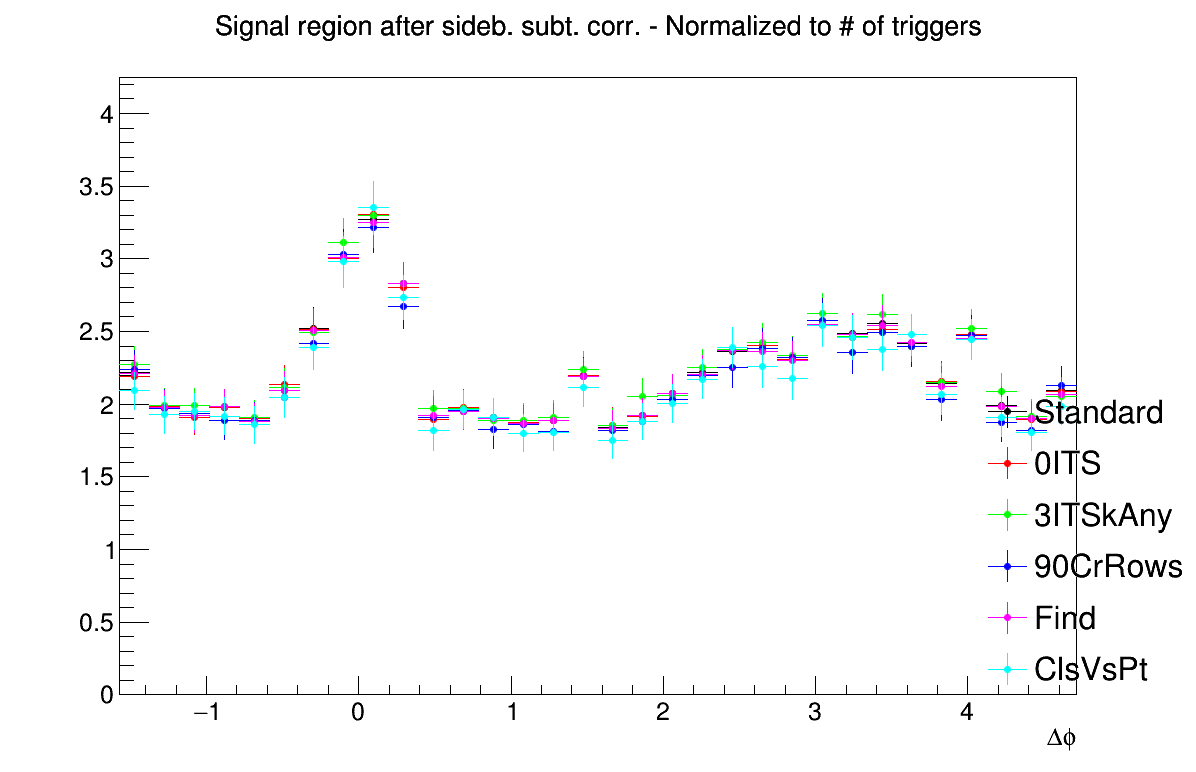 Signal region after sideb. subt. corr. - Normalized to # of triggers
4
3.5
3
2.5
2
1.5
1
0.5
0
−1 0 1 2 3 4
Δϕ
Standard
0ITS
3ITSkAny
90CrRows
Find
ClsVsPt